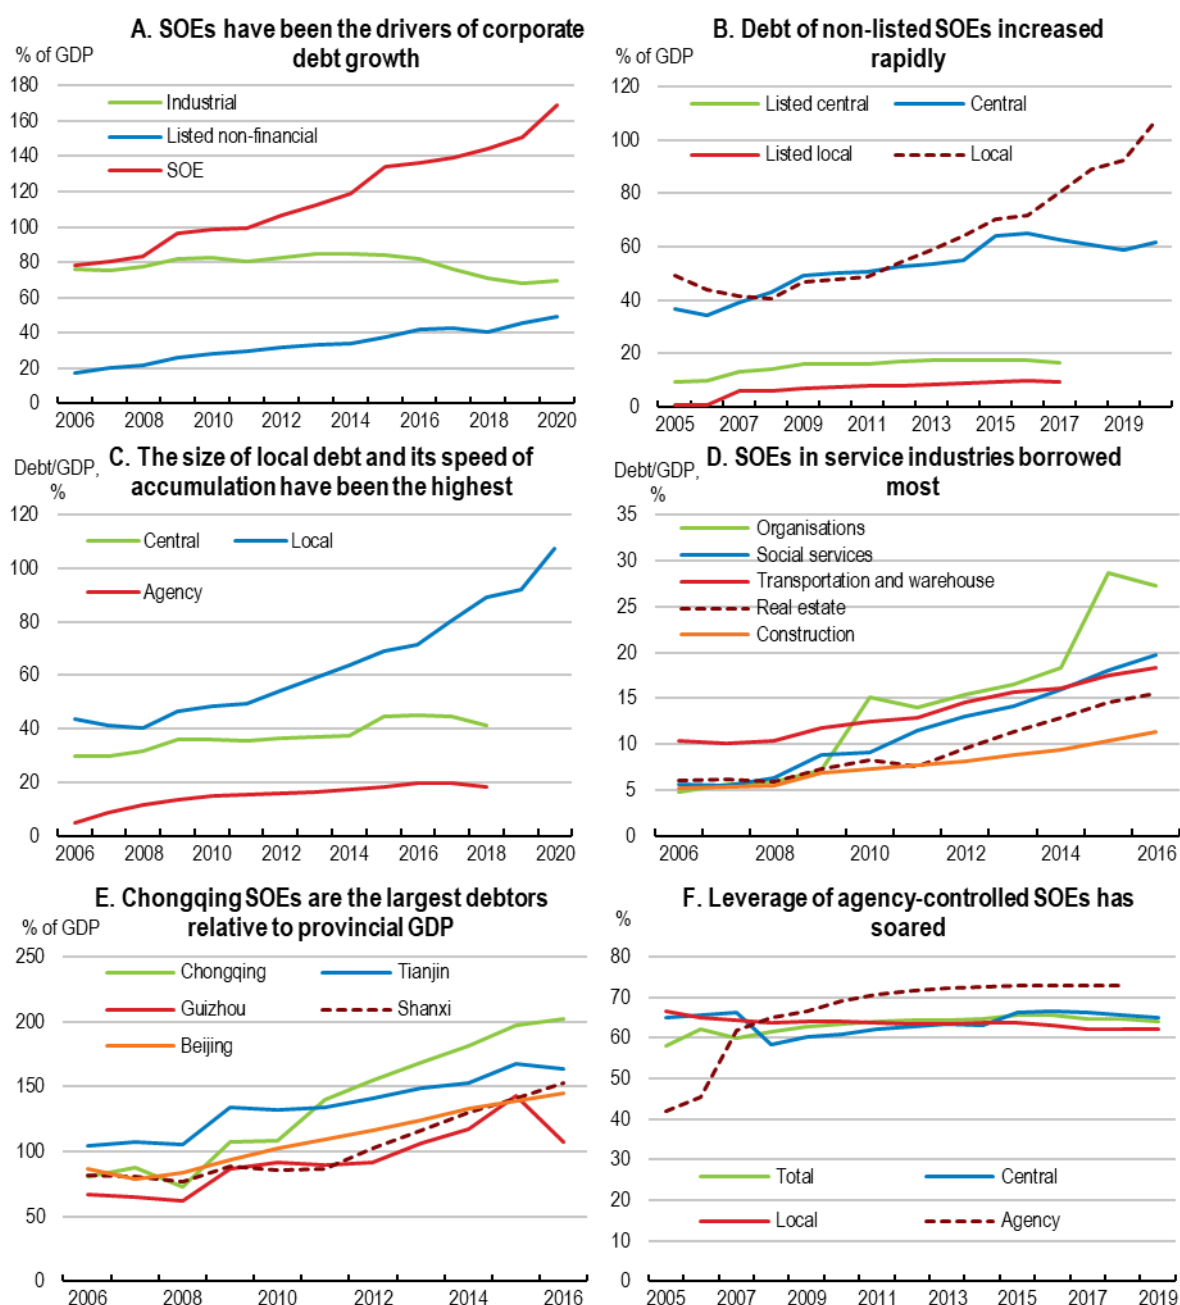 A. SOEs have been the drivers of corporate
debt growth
% of GDP
180
160
140
120
100
80
60
40
20
0
Industrial
Listed non-financial
SOE
2006 2008 2010 2012 2014 2016 2018 2020
B. Debt of non-listed SOEs increased
rapidly
% of GDP
120
100
80
60
40
20
0
Listed central Central
Listed local Local
2005 2007 2009 2011 2013 2015 2017 2019
C. The size of local debt and its speed of
accumulation have been the highest
Debt/GDP,
%
120
100
80
60
40
20
0
Central Local
Agency
2006 2008 2010 2012 2014 2016 2018 2020
D. SOEs in service industries borrowed
most
Debt/GDP,
%
35
30
25
20
15
10
5
0
Organisations
Social services
Transportation and warehouse
Real estate
Construction
2006 2008 2010 2012 2014 2016
E. Chongqing SOEs are the largest debtors
relative to provincial GDP
% of GDP
250
200
150
100
50
0
Chongqing Tianjin
Guizhou Shanxi
Beijing
2006 2008 2010 2012 2014 2016
F. Leverage of agency-controlled SOEs has
soared
%
80
70
60
50
40
30
20
10
0
Total Central
Local Agency
2005 2007 2009 2011 2013 2015 2017 2019